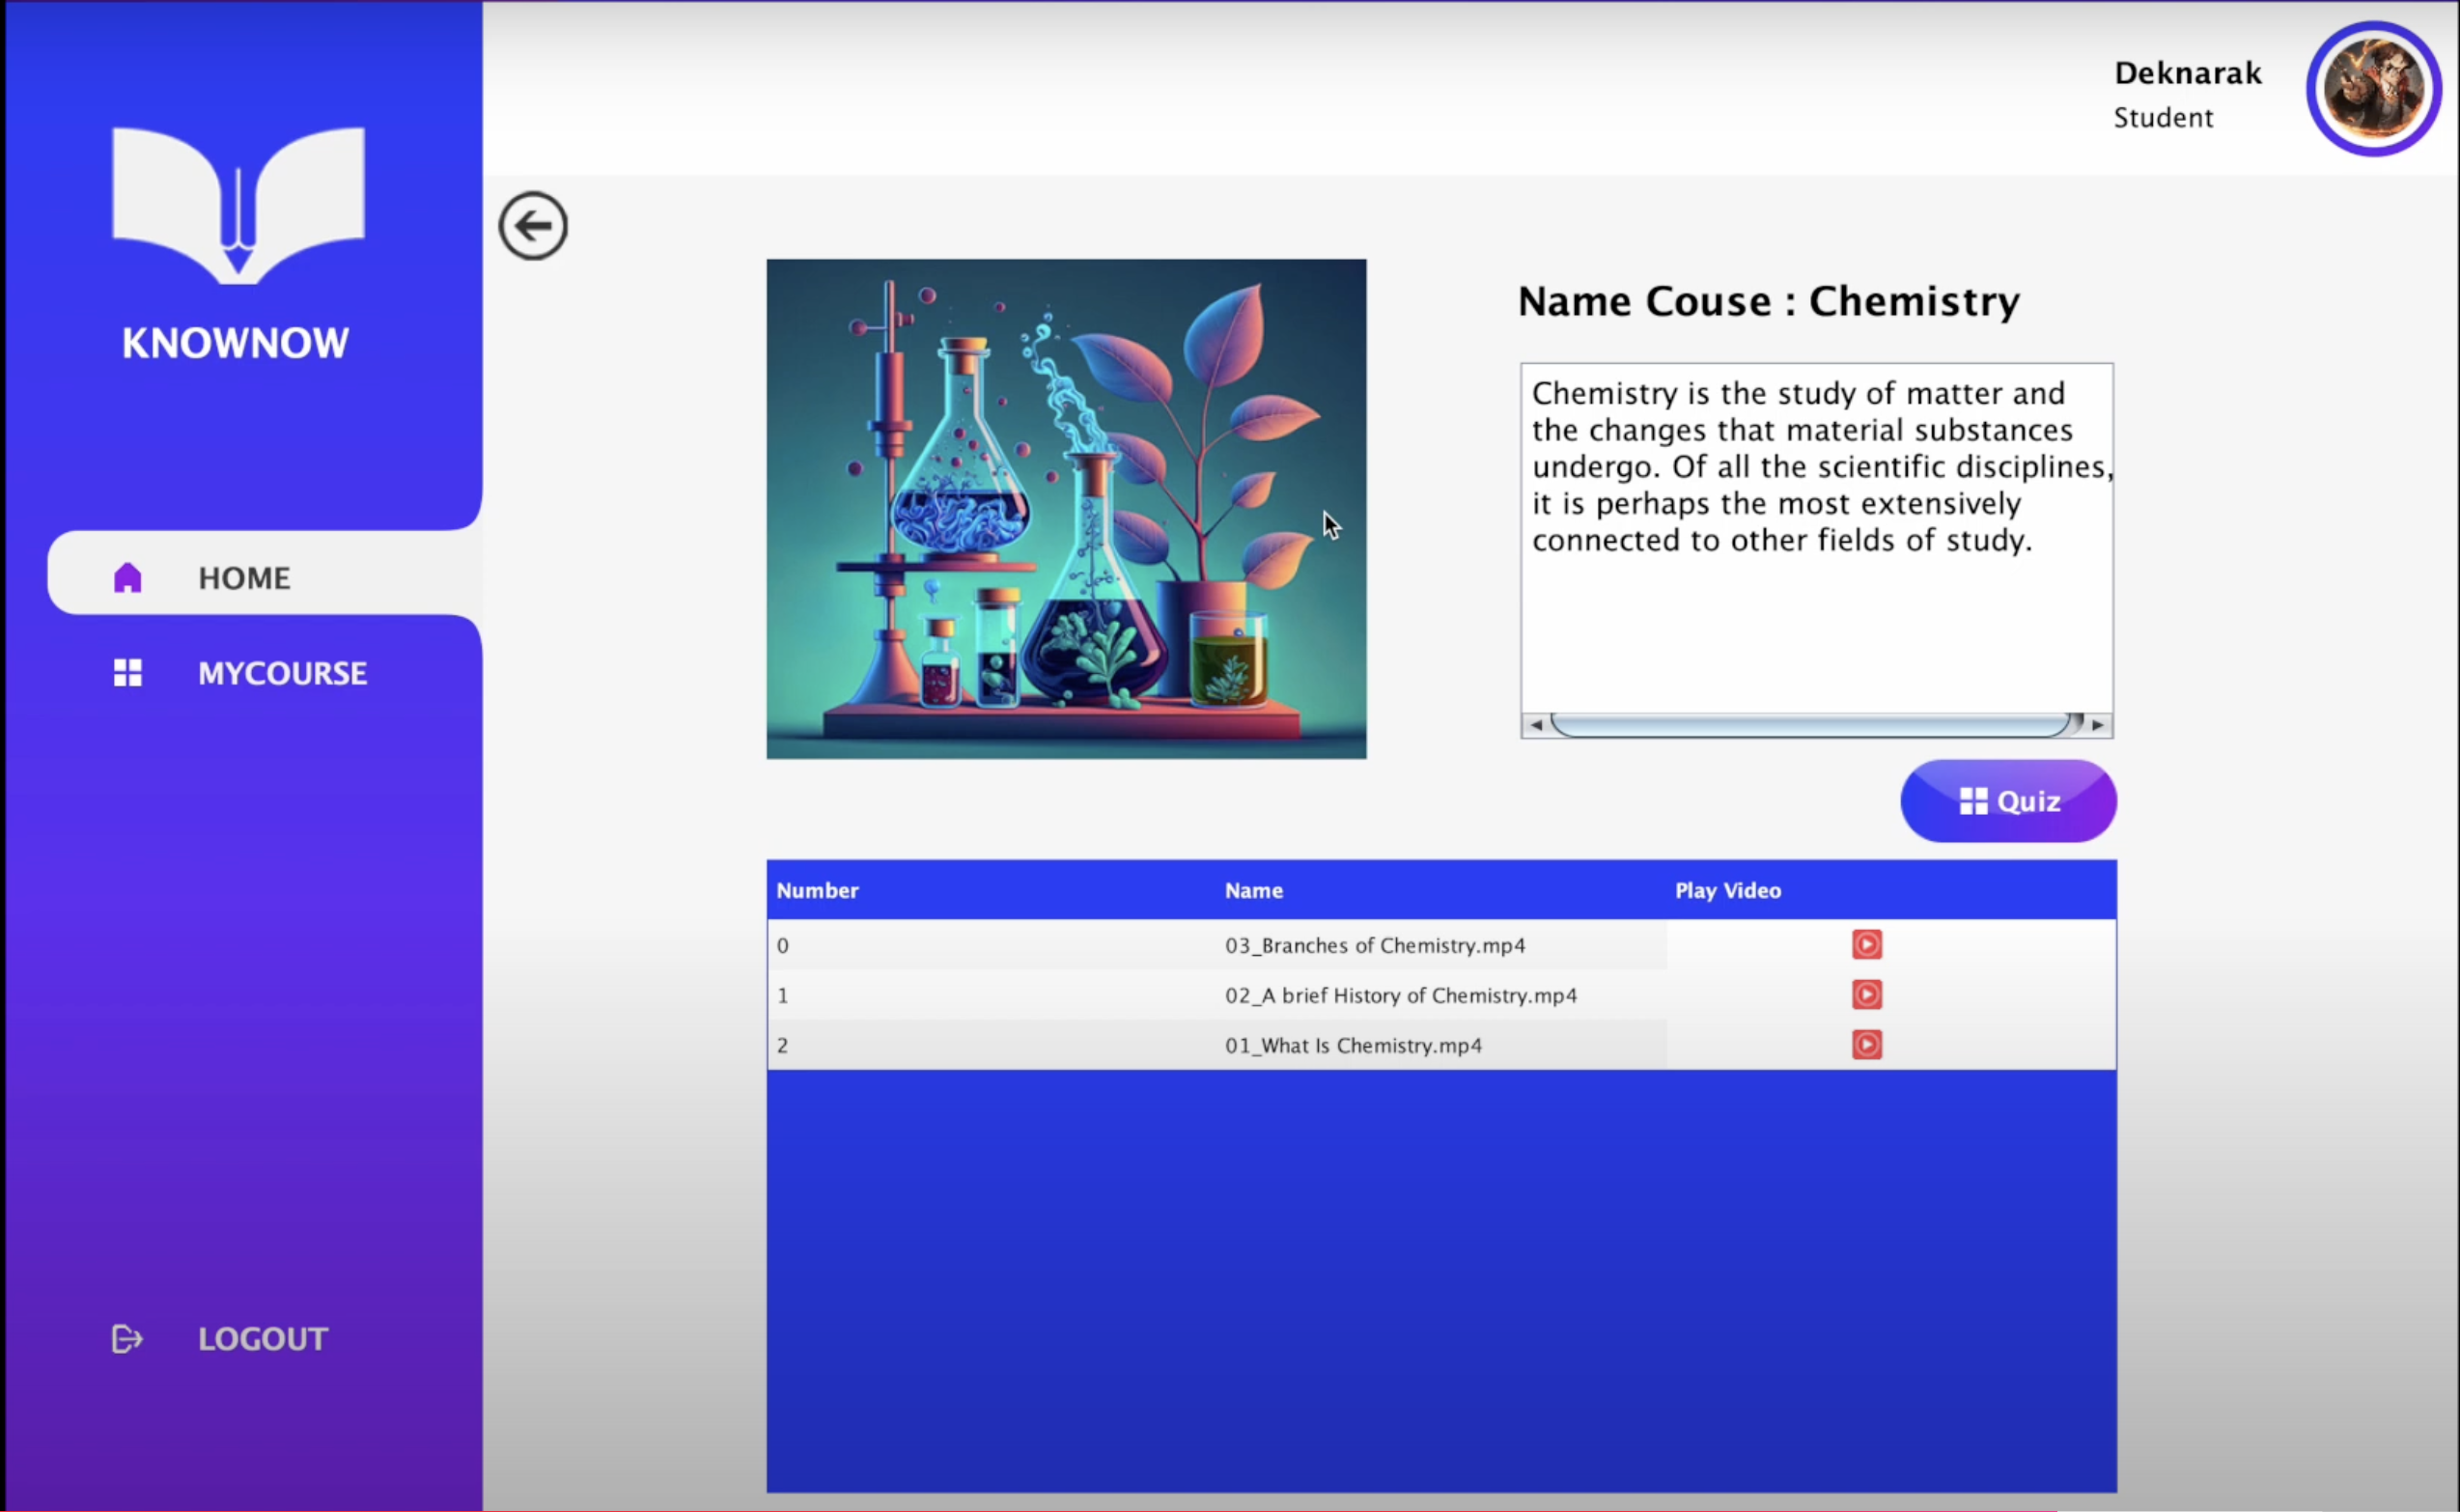 KNOWNOW
HOME
MYCOURSE
LOGOUT
Deknarak
Student
Name Couse : Chemistry
Chemistry is the study of matter and
the changes that material substances
undergo. Of all the scientific disciplines,
it is perhaps the most extensively
connected to other fields of study.
Quiz
Number Name Play Video
0 03_Branches of Chemistry.mp4
1 02_A brief History of Chemistry.mp4
2 01_What Is Chemistry.mp4